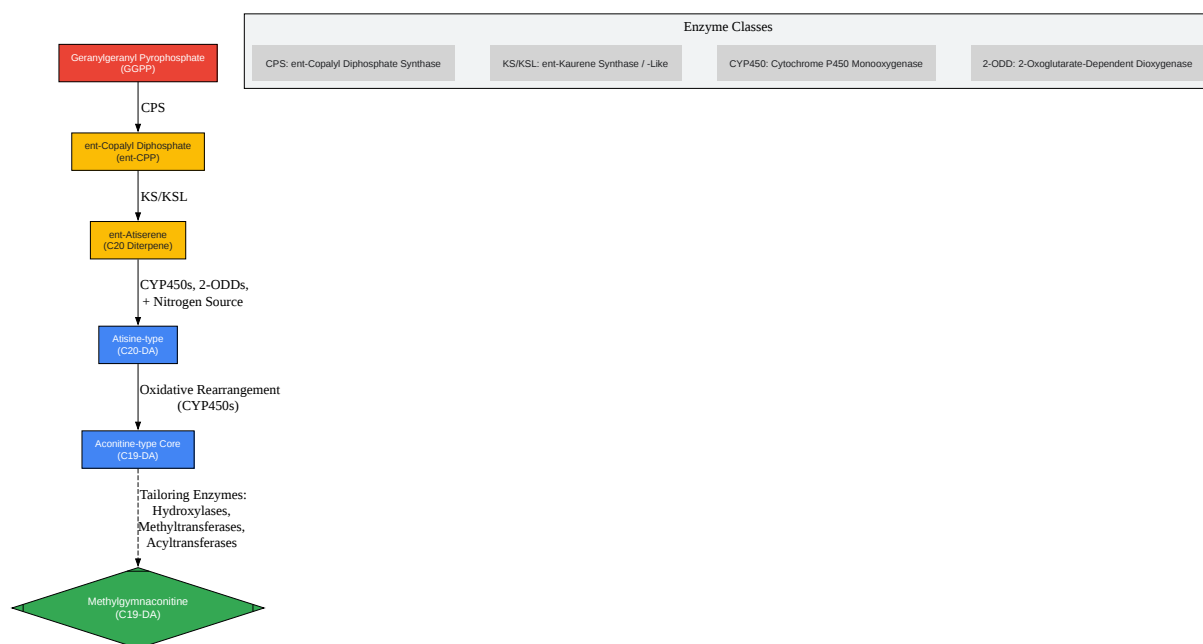 Enzyme Classes
CPS: ent-Copalyl Diphosphate Synthase
KS/KSL: ent-Kaurene Synthase / -Like
CYP450: Cytochrome P450 Monooxygenase
2-ODD: 2-Oxoglutarate-Dependent Dioxygenase
Geranylgeranyl Pyrophosphate
(GGPP)
CPS
ent-Copalyl Diphosphate
(ent-CPP)
KS/KSL
ent-Atiserene
(C20 Diterpene)
CYP450s, 2-ODDs,
+ Nitrogen Source
Atisine-type
(C20-DA)
Oxidative Rearrangement
(CYP450s)
Aconitine-type Core
(C19-DA)
Tailoring Enzymes:
Hydroxylases,
Methyltransferases,
Acyltransferases
Methylgymnaconitine
(C19-DA)